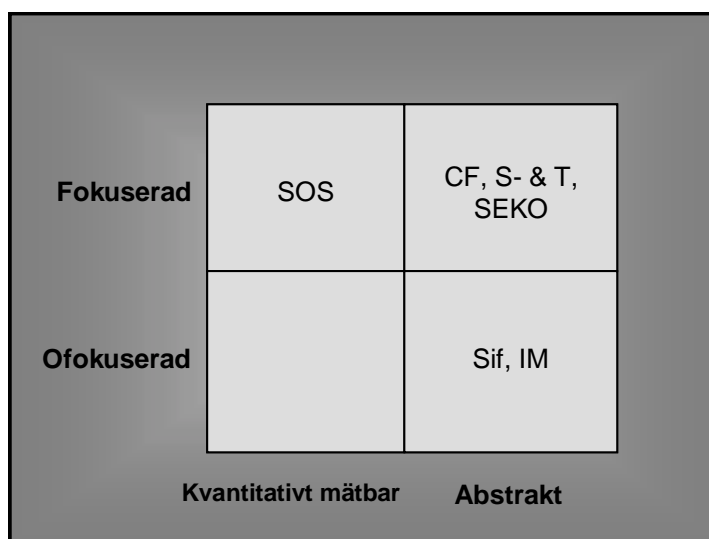 Fokuserad
SOS
CF, S- & T,
SEKO
Ofokuserad
Sif, IM
Kvantitativt mätbar
Abstrakt